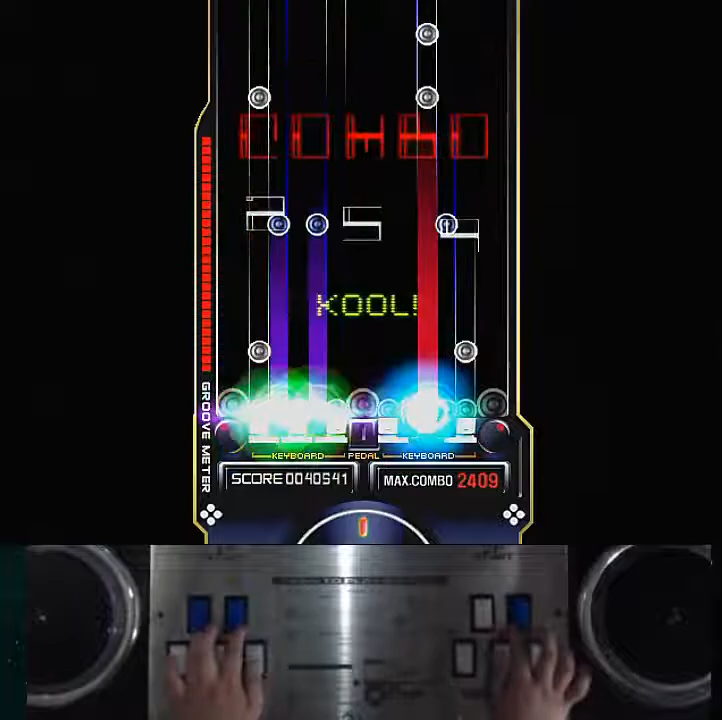 COMBO
KOOL!
GROOVE METER
KEYBOARD PEDAL KEYBOARD
SCORE 0040541 MAX.COMBO 2409